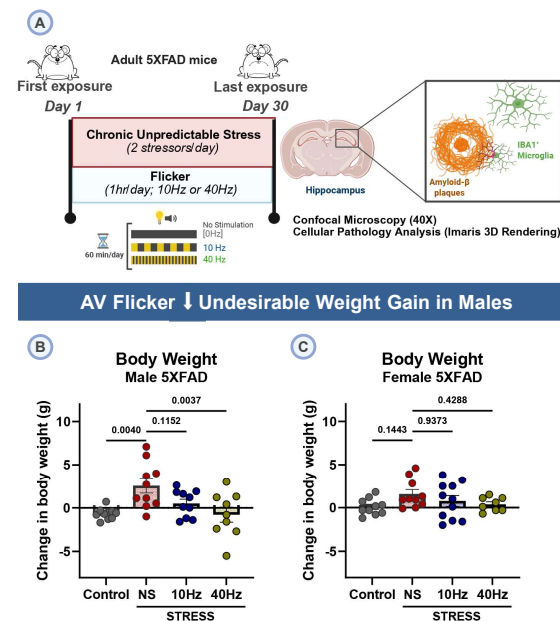 A
Adult 5XFAD mice
First exposure
Day 1
Last exposure
Day 30
Chronic Unpredictable Stress
(2 stressors/day)
Flicker
(1hr/day; 10Hz or 40Hz)
60 min/day
No Stimulation
[0Hz]
10 Hz
40 Hz
Hippocampus
IBA1+
Microglia
Amyloid-β
plaques
Confocal Microscopy (40X)
Cellular Pathology Analysis (Imaris 3D Rendering)
AV Flicker ↓ Undesirable Weight Gain in Males
B
Body Weight
Male 5XFAD
Change in body weight (g)
10
5
0
-5
0.0040
0.1152
0.0037
Control NS 10Hz 40Hz
STRESS
C
Body Weight
Female 5XFAD
Change in body weight (g)
10
5
0
-5
0.1443
0.9373
0.4288
Control NS 10Hz 40Hz
STRESS